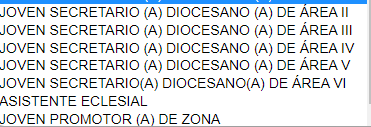 JOVEN SECRETARIO (A) DIOCESANO (A) DE ÁREA II
JOVEN SECRETARIO (A) DIOCESANO (A) DE ÁREA III
JOVEN SECRETARIO (A) DIOCESANO (A) DE ÁREA IV
JOVEN SECRETARIO (A) DIOCESANO (A) DE ÁREA V
JOVEN SECRETARIO(A) DIOCESANO(A) DE ÁREA VI
ASISTENTE ECLESIAL
JOVEN PROMOTOR (A) DE ZONA